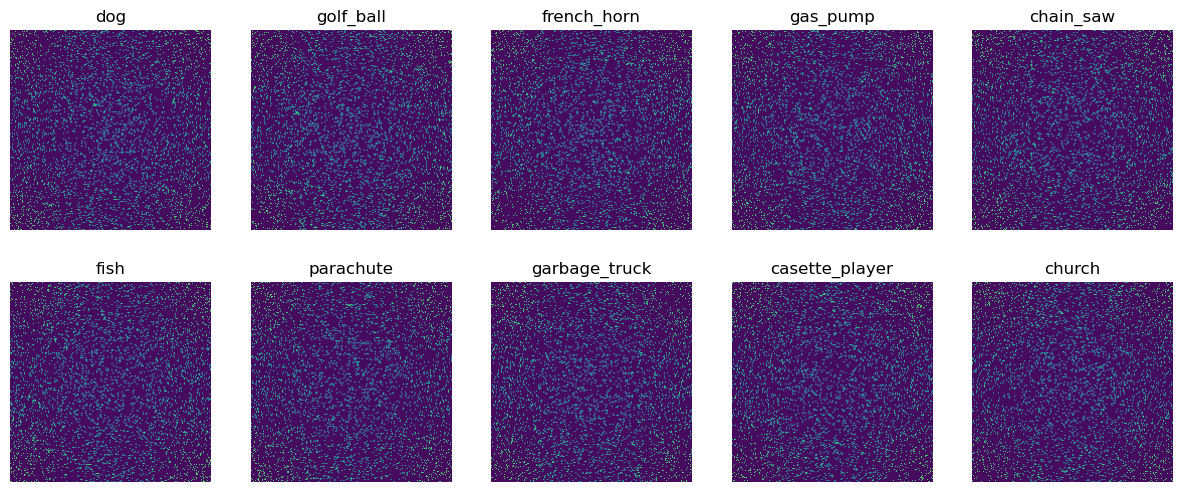 dog
golf_ball
french_horn
gas_pump
chain_saw
fish
parachute
garbage_truck
casette_player
church